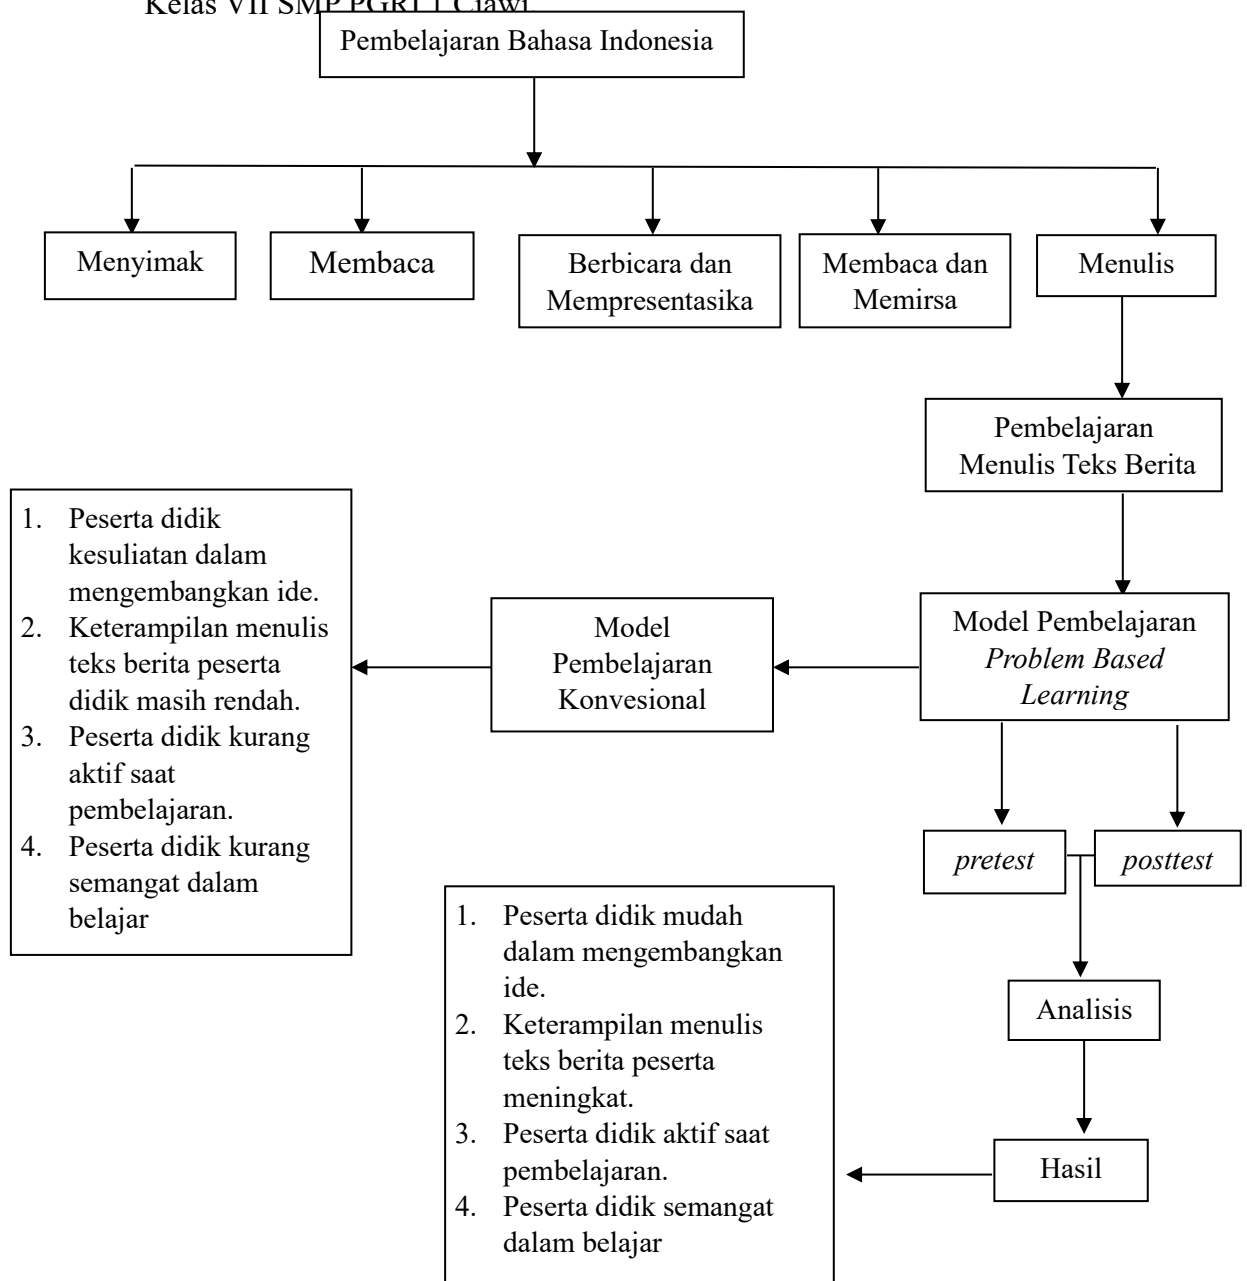 Kelas VII SMP PGRI 1 Ciawi.
Pembelajaran Bahasa Indonesia
Menyimak
Membaca
Berbicara dan
Mempresentasika
Membaca dan
Memirsa
Menulis
Pembelajaran
Menulis Teks Berita
Model Pembelajaran
Problem Based
Learning
Model
Pembelajaran
Konvesional
1. Peserta didik
kesuliatan dalam
mengembangkan ide.
2. Keterampilan menulis
teks berita peserta
didik masih rendah.
3. Peserta didik kurang
aktif saat
pembelajaran.
4. Peserta didik kurang
semangat dalam
belajar
pretest
posttest
Analisis
Hasil
1. Peserta didik mudah
dalam mengembangkan
ide.
2. Keterampilan menulis
teks berita peserta
meningkat.
3. Peserta didik aktif saat
pembelajaran.
4. Peserta didik semangat
dalam belajar